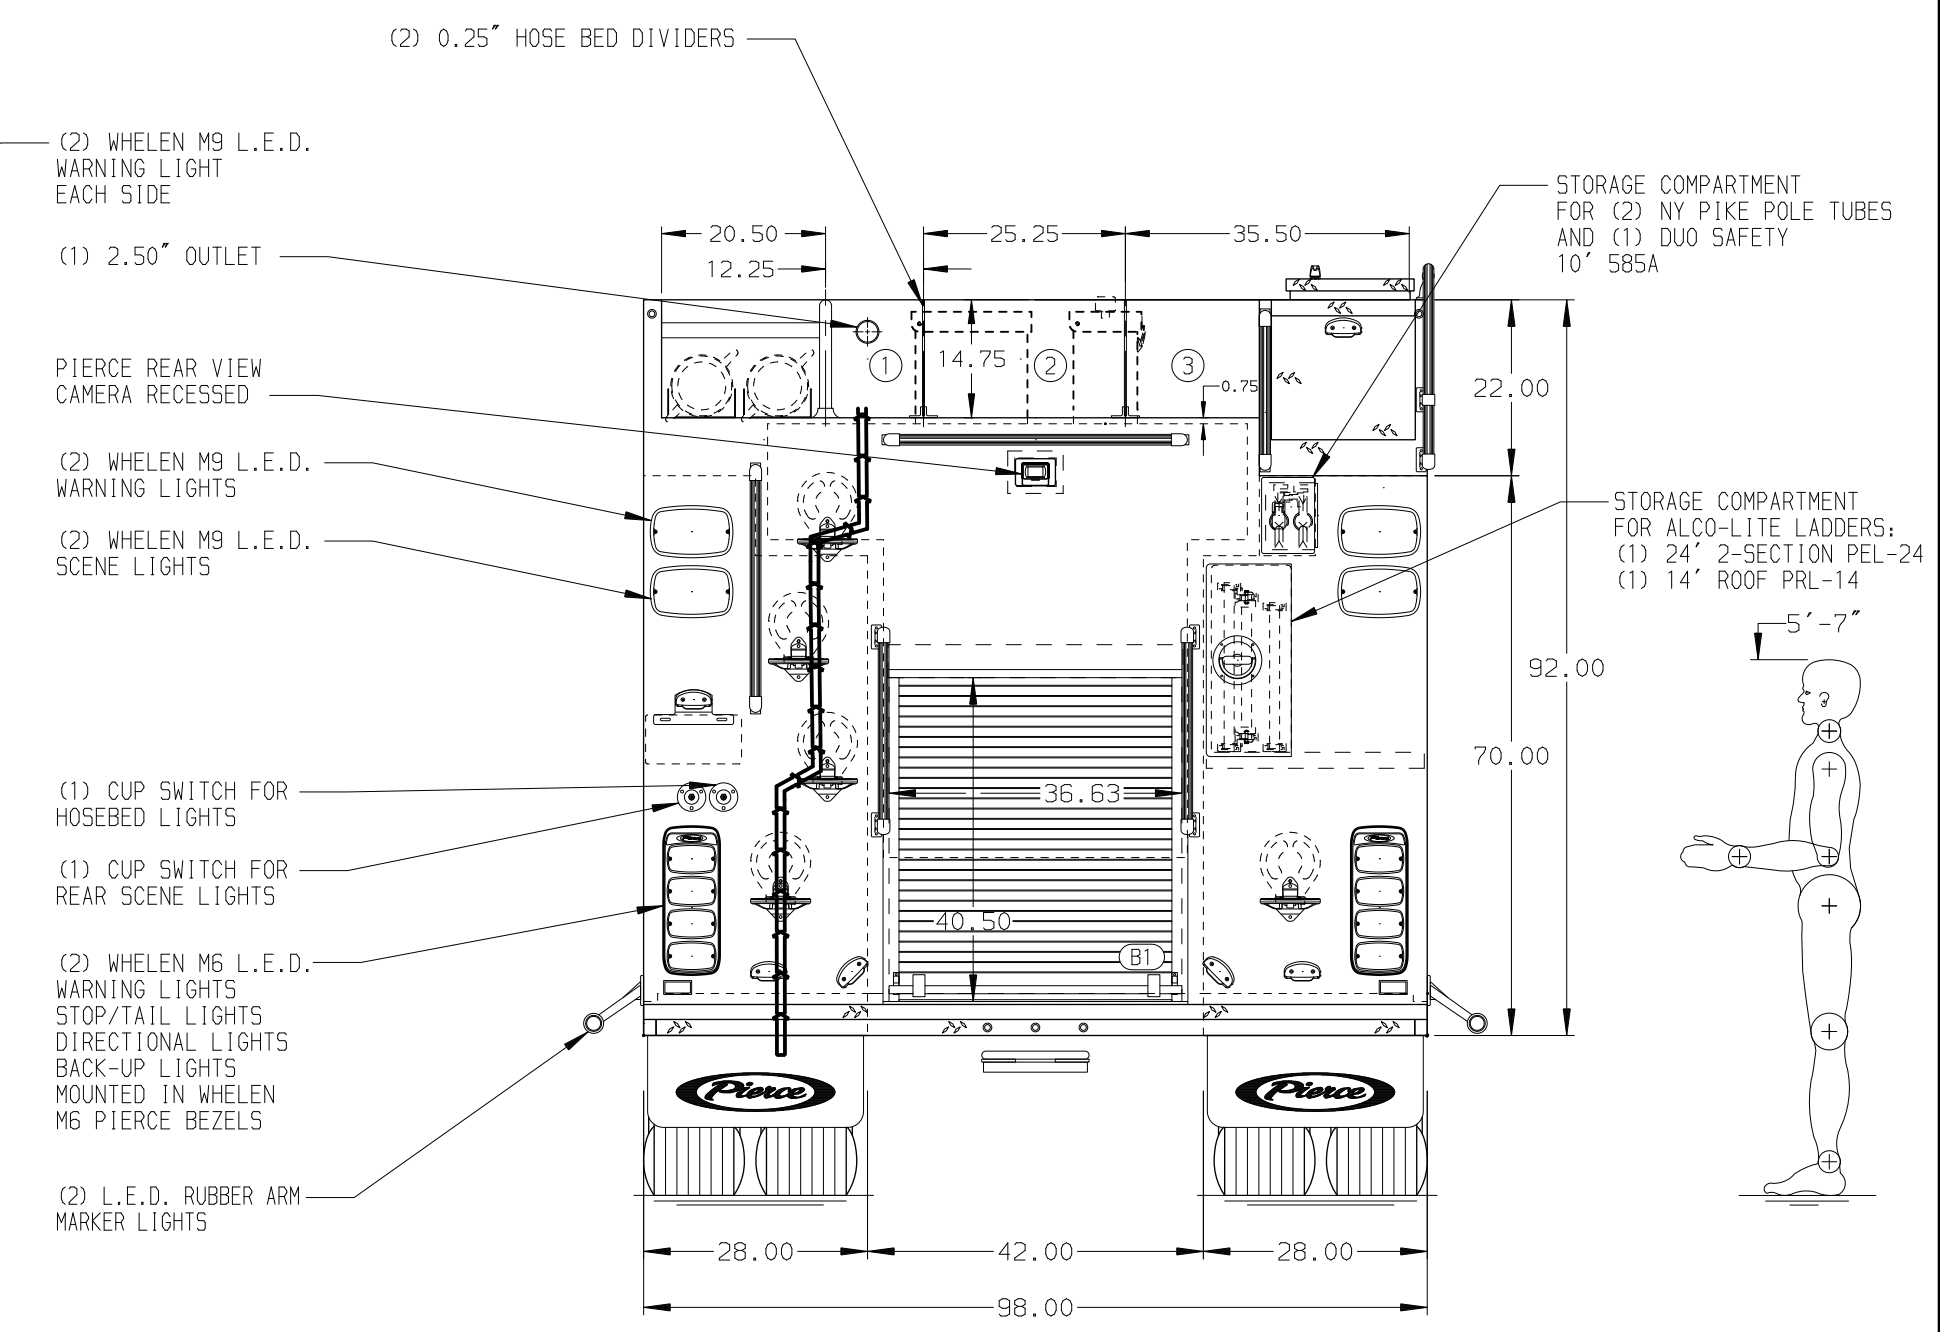 (2) 0.25″ HOSE BED DIVIDERS
(2) WHELEN M9 L.E.D.
WARNING LIGHT
EACH SIDE
(1) 2.50″ OUTLET
PIERCE REAR VIEW
CAMERA RECESSED
(2) WHELEN M9 L.E.D.
WARNING LIGHTS
(2) WHELEN M9 L.E.D.
SCENE LIGHTS
(1) CUP SWITCH FOR
HOSEBED LIGHTS
(1) CUP SWITCH FOR
REAR SCENE LIGHTS
(2) WHELEN M6 L.E.D.
WARNING LIGHTS
STOP/TAIL LIGHTS
DIRECTIONAL LIGHTS
BACK-UP LIGHTS
MOUNTED IN WHELEN
M6 PIERCE BEZELS
(2) L.E.D. RUBBER ARM
MARKER LIGHTS
20.50
25.25
35.50
12.25
1
14.75
2
3
0.75
22.00
92.00
70.00
36.63
40.50
B1
Pierce
Pierce
Pierce
Pierce
28.00
42.00
28.00
98.00
STORAGE COMPARTMENT
FOR (2) NY PIKE POLE TUBES
AND (1) DUO SAFETY
10′ 585A
STORAGE COMPARTMENT
FOR ALCO-LITE LADDERS:
(1) 24′ 2-SECTION PEL-24
(1) 14′ ROOF PRL-14
5′-7″